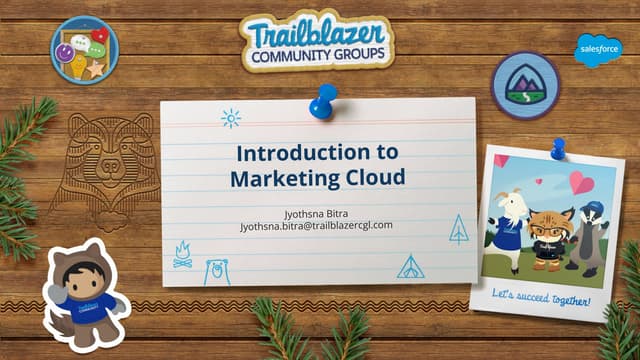 Trailblazer
COMMUNITY GROUPS
salesforce
Introduction to
Marketing Cloud
Jyothsna Bitra
Jyothsna.bitra@trailblazercgl.com
Let's succeed together!